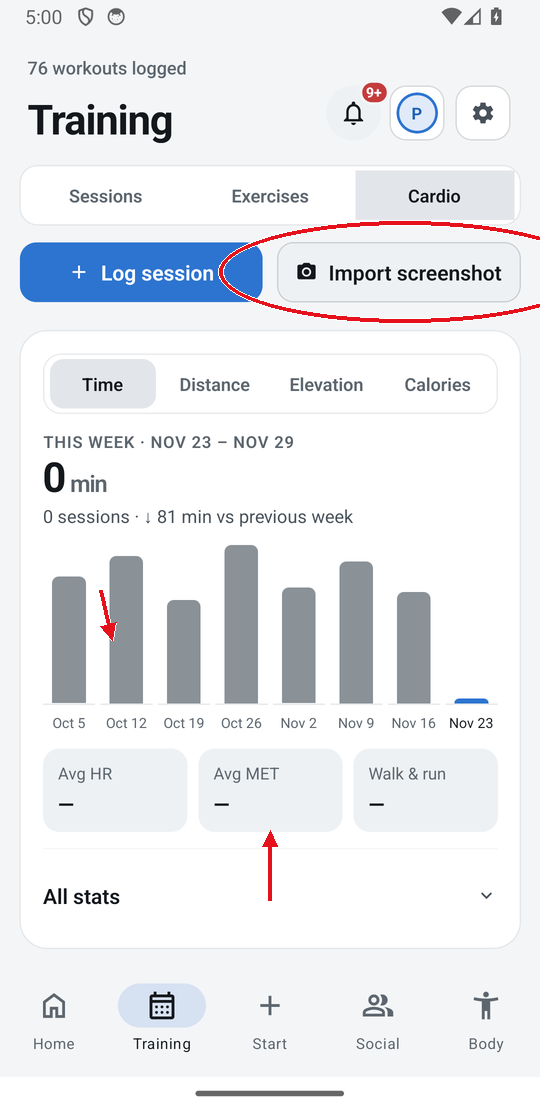 5:00
76 workouts logged
Training
9+
P
Sessions Exercises Cardio
+ Log session Import screenshot
Time Distance Elevation Calories
THIS WEEK · NOV 23 – NOV 29
0 min
0 sessions · ↓ 81 min vs previous week
Oct 5 Oct 12 Oct 19 Oct 26 Nov 2 Nov 9 Nov 16 Nov 23
Avg HR Avg MET Walk & run
– – –
All stats
Home Training Start Social Body